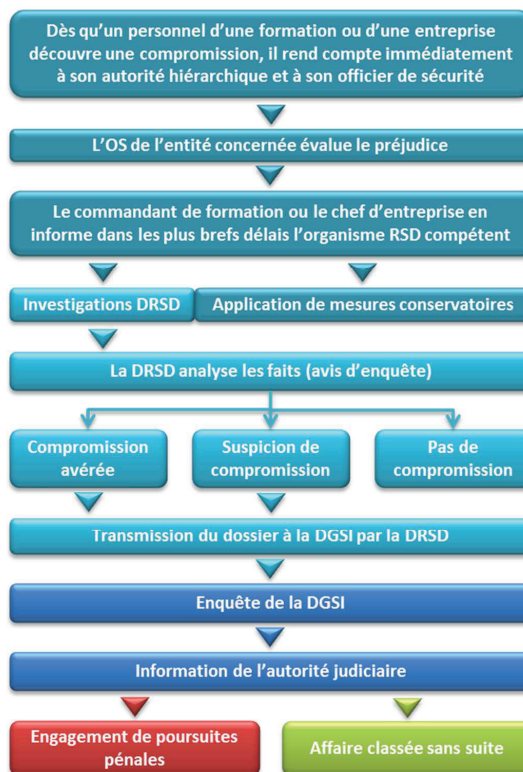 Dès qu'un personnel d'une formation ou d'une entreprise
découvre une compromission, il rend compte immédiatement
à son autorité hiérarchique et à son officier de sécurité
L'OS de l'entité concernée évalue le préjudice
Le commandant de formation ou le chef d'entreprise en
informe dans les plus brefs délais l'organisme RSD compétent
Investigations DRSD
Application de mesures conservatoires
La DRSD analyse les faits (avis d'enquête)
Compromission
avérée
Suspicion de
compromission
Pas de
compromission
Transmission du dossier à la DGSI par la DRSD
Enquête de la DGSI
Information de l'autorité judiciaire
Engagement de poursuites
pénales
Affaire classée sans suite